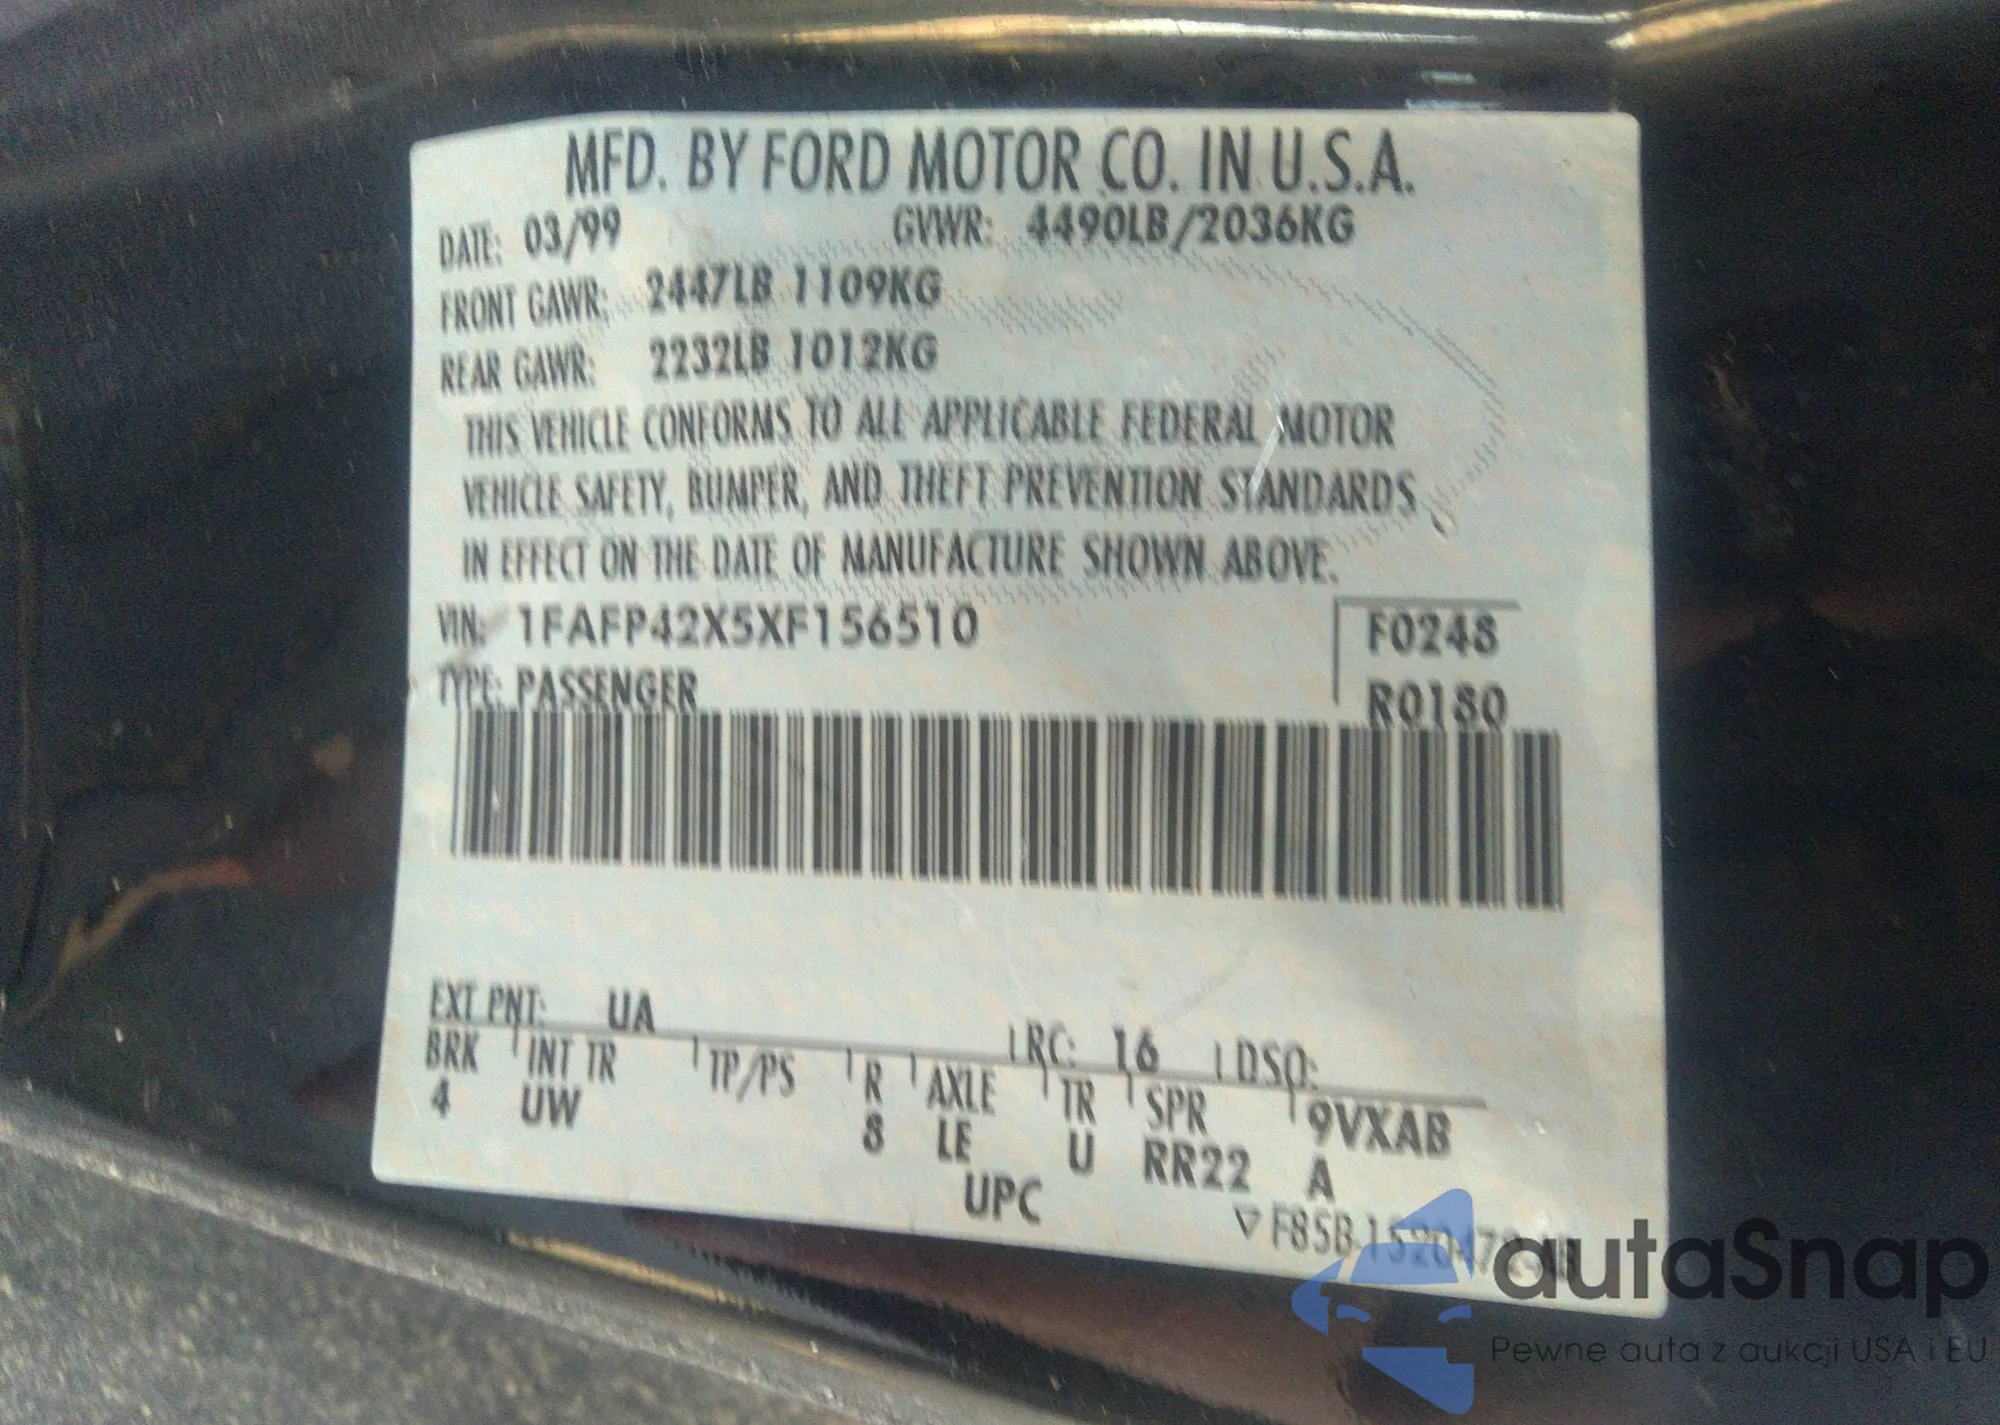 MFD. BY FORD MOTOR CO. IN U.S.A.
DATE: 03/99 GVWR: 4490LB/2036KG
FRONT GAWR: 2447LB 1109KG
REAR GAWR: 2232LB 1012KG
THIS VEHICLE CONFORMS TO ALL APPLICABLE FEDERAL MOTOR
VEHICLE SAFETY, BUMPER, AND THEFT PREVENTION STANDARDS
IN EFFECT ON THE DATE OF MANUFACTURE SHOWN ABOVE.
VIN: 1FAFP42X5XF156510 F0248
TYPE: PASSENGER R0180
EXT PNT: UA RC: 16 DSO:
BRK INT TR TP/PS R AXLE TR SPR 9VXAB
4 UW 8 LE U RR22 A
UPC
autaSnap
Pewne auta z aukcji USA i EU